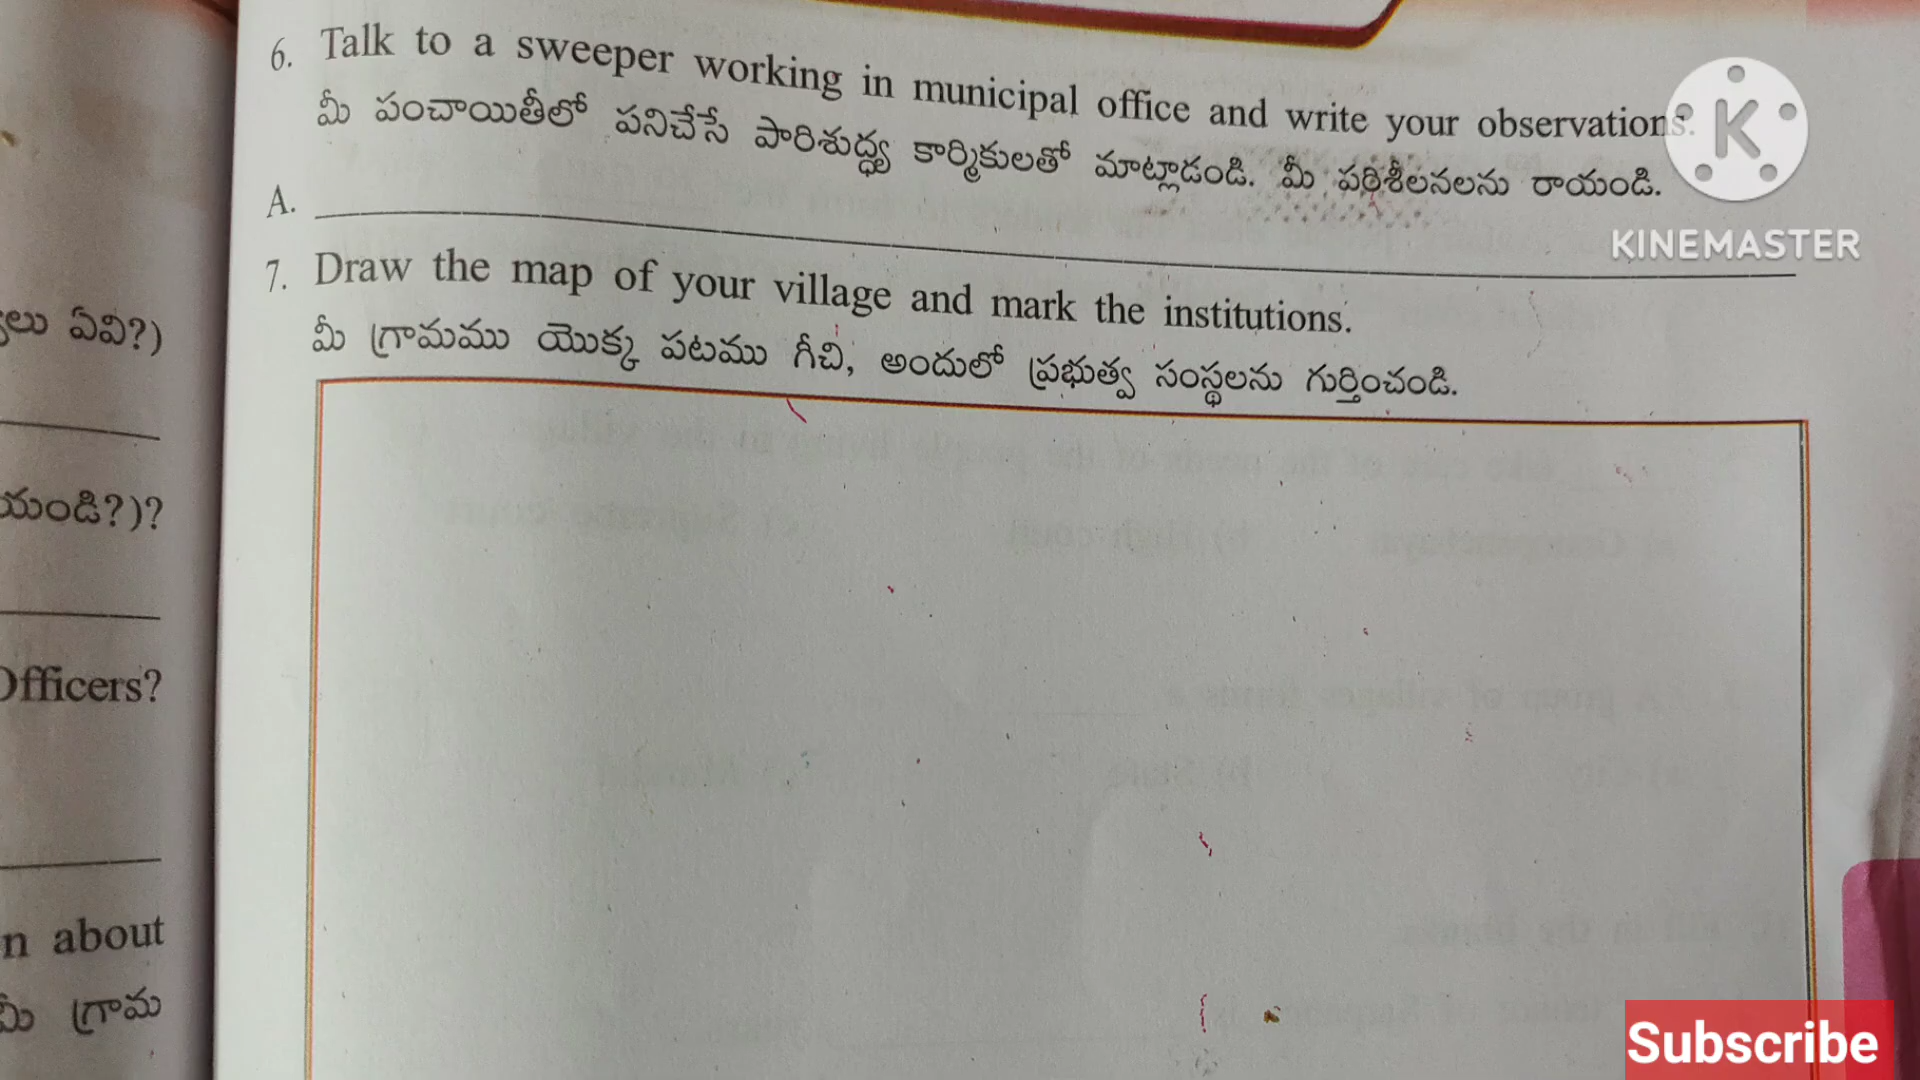 6. Talk to a sweeper working in municipal office and write your observations.
మీ పంచాయితీలో పనిచేసే పారిశుద్ధ్య కార్మికులతో మాట్లాడండి. మీ పరిశీలనలను రాయండి.
A.
7. Draw the map of your village and mark the institutions.
మీ గ్రామము యొక్క పటము గీచి, అందులో ప్రభుత్వ సంస్థలను గుర్తించండి.
ఏవి?)
యండి?)?
Officers?
n about
మీ గ్రామ
K
KINEMASTER
Subscribe